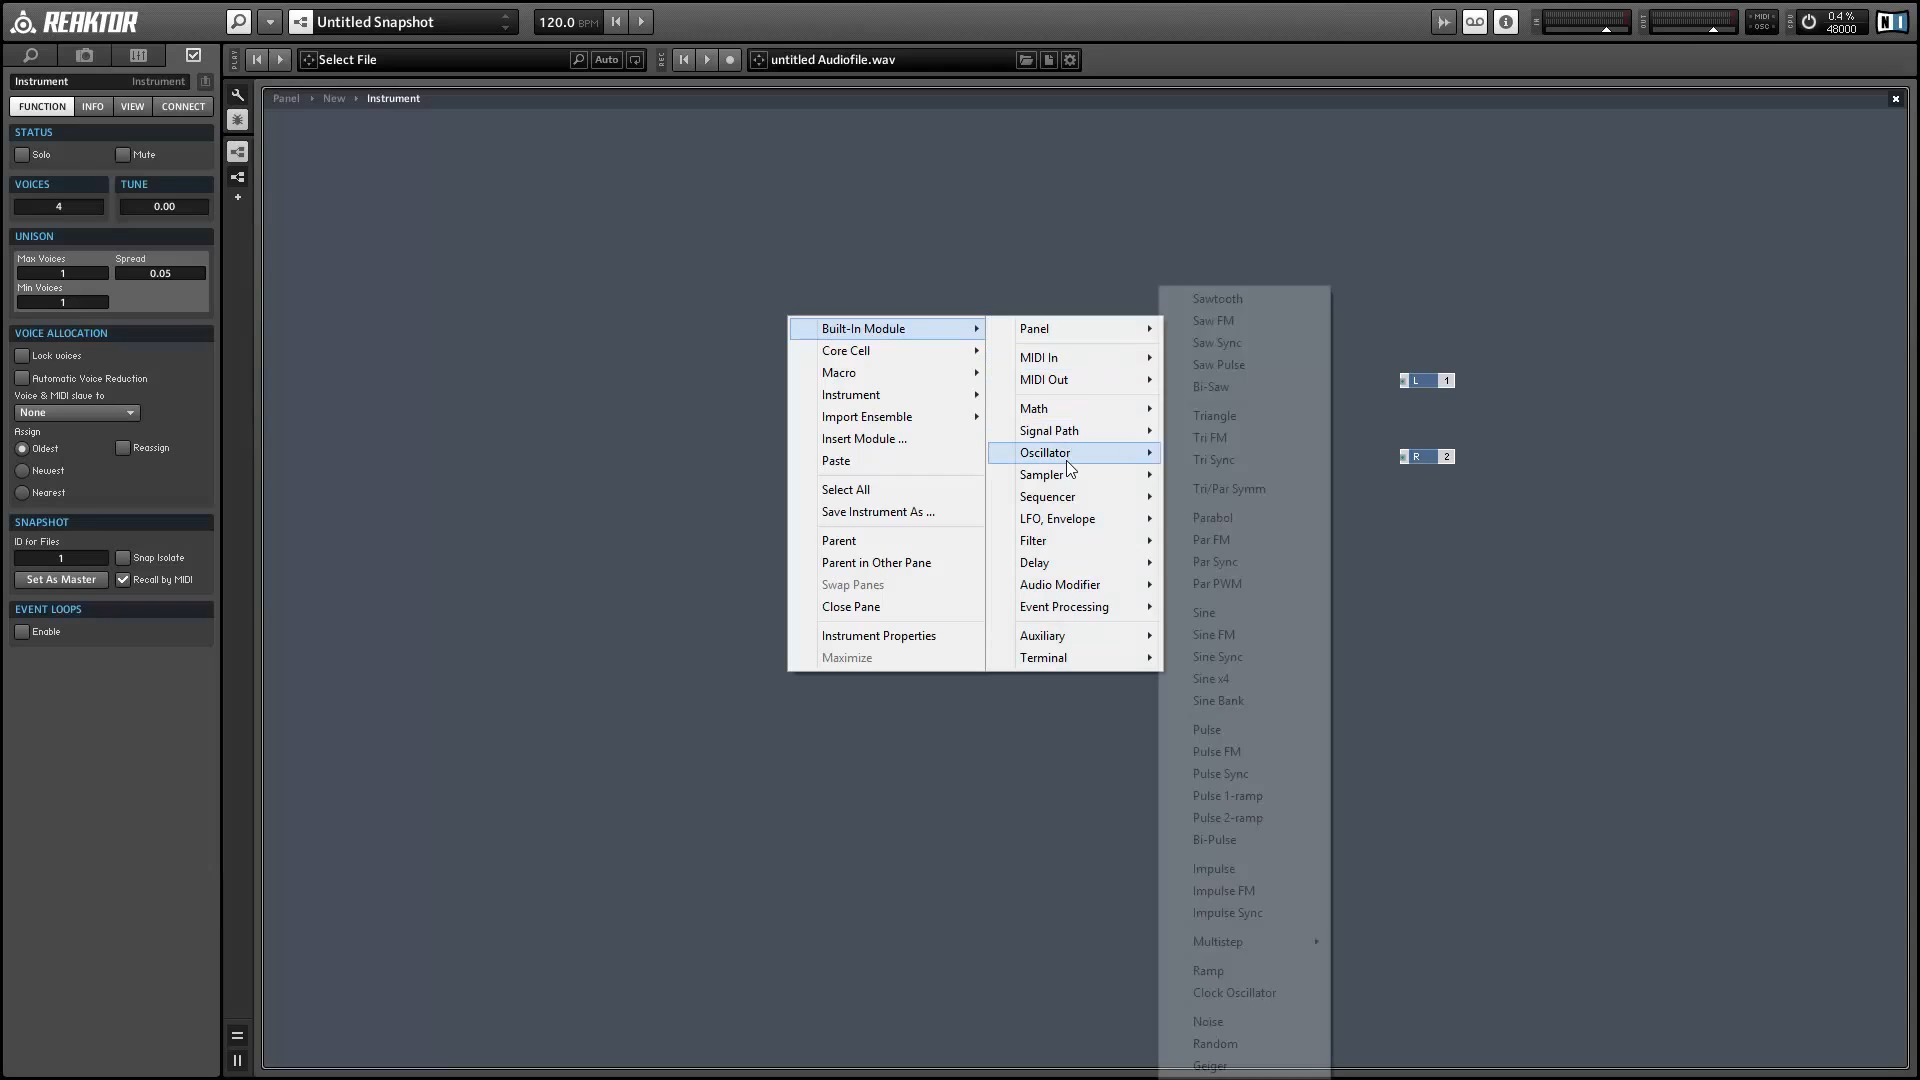 REAKTOR
Untitled Snapshot
120.0 BPM
IN
OUT
MIDI
OSC
CPU
0.4 %
48000
NI
PLAY
Select File
Auto
REC
untitled Audiofile.wav
Instrument
Instrument
FUNCTION
INFO
VIEW
CONNECT
STATUS
Solo
Mute
VOICES
TUNE
4
0.00
UNISON
Max Voices
Spread
1
0.05
Min Voices
1
VOICE ALLOCATION
Lock voices
Automatic Voice Reduction
Voice & MIDI slave to
None
Assign
Oldest
Reassign
Newest
Nearest
SNAPSHOT
ID for Files
1
Snap Isolate
Set As Master
Recall by MIDI
EVENT LOOPS
Enable
Panel
New
Instrument
Built-In Module
Core Cell
Macro
Instrument
Import Ensemble
Insert Module ...
Paste
Select All
Save Instrument As ...
Parent
Parent in Other Pane
Swap Panes
Close Pane
Instrument Properties
Maximize
Panel
MIDI In
MIDI Out
Math
Signal Path
Oscillator
Sampler
Sequencer
LFO, Envelope
Filter
Delay
Audio Modifier
Event Processing
Auxiliary
Terminal
Sawtooth
Saw FM
Saw Sync
Saw Pulse
Bi-Saw
Triangle
Tri FM
Tri Sync
Tri/Par Symm
Parabol
Par FM
Par Sync
Par PWM
Sine
Sine FM
Sine Sync
Sine x4
Sine Bank
Pulse
Pulse FM
Pulse Sync
Pulse 1-ramp
Pulse 2-ramp
Bi-Pulse
Impulse
Impulse FM
Impulse Sync
Multistep
Ramp
Clock Oscillator
Noise
Random
Geiger
L 1
R 2